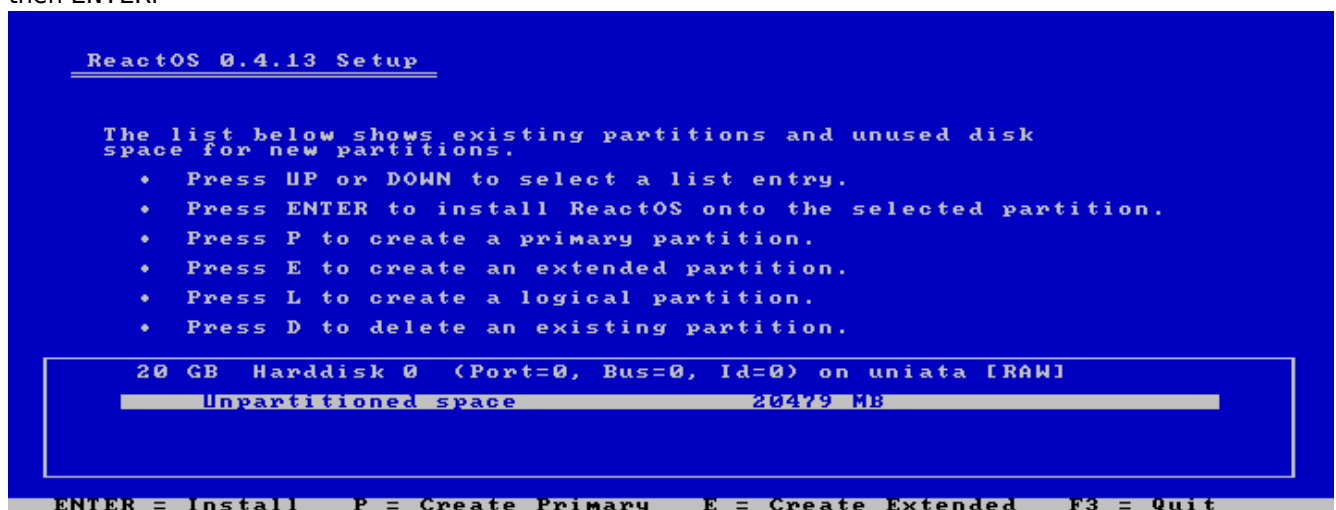 then ENTER.
ReactOS 0.4.13 Setup
The list below shows existing partitions and unused disk
space for new partitions.
• Press UP or DOWN to select a list entry.
• Press ENTER to install ReactOS onto the selected partition.
• Press P to create a primary partition.
• Press E to create an extended partition.
• Press L to create a logical partition.
• Press D to delete an existing partition.
20 GB Harddisk 0 (Port=0, Bus=0, Id=0) on uniata [RAW]
Unpartitioned space 20479 MB
ENTER = Install P = Create Primary E = Create Extended F3 = Quit